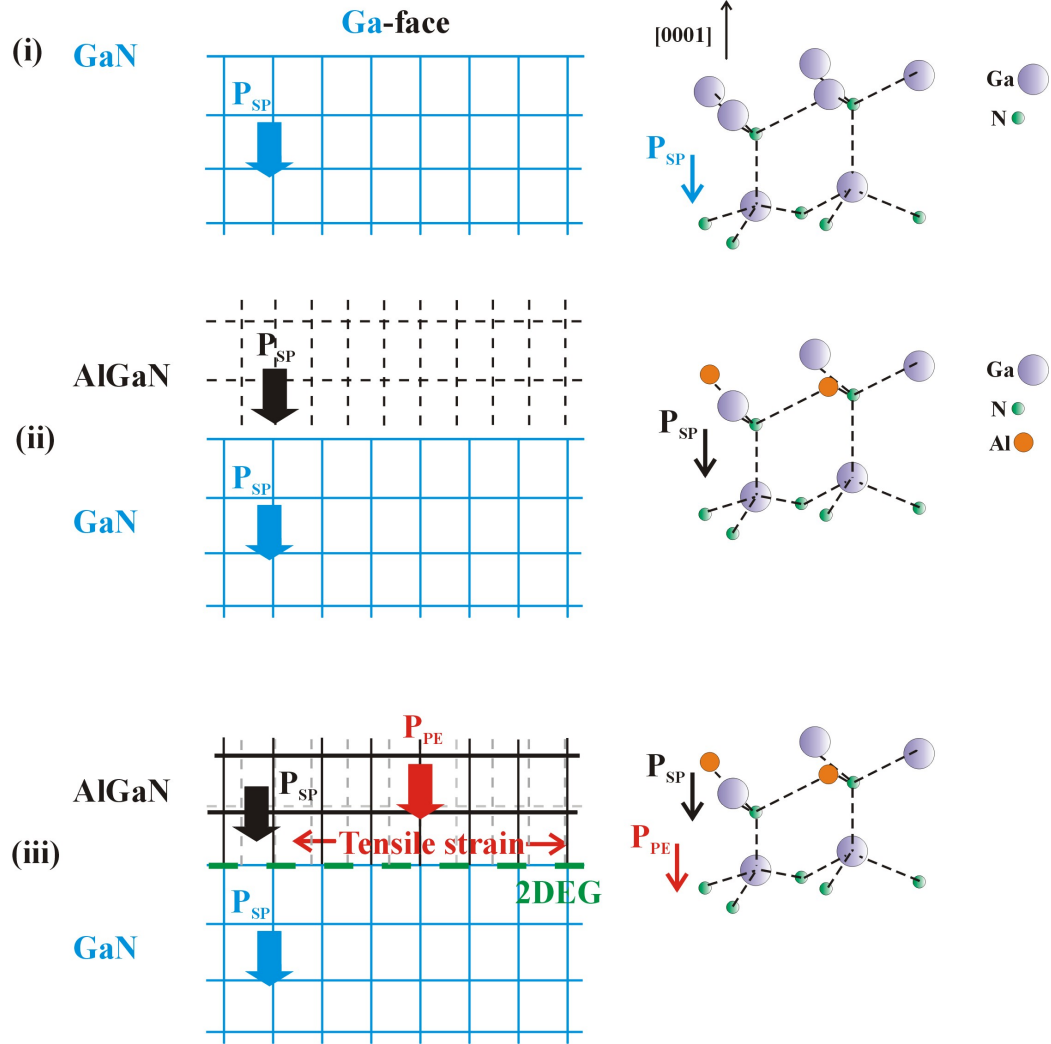 Ga-face
(i)
GaN
P_SP
[0001]
P_SP
Ga
N
AlGaN
P_SP
(ii)
P_SP
GaN
P_SP
Ga
N
Al
P_PE
AlGaN
P_SP
Tensile strain
(iii)
2DEG
P_SP
GaN
P_SP
P_PE